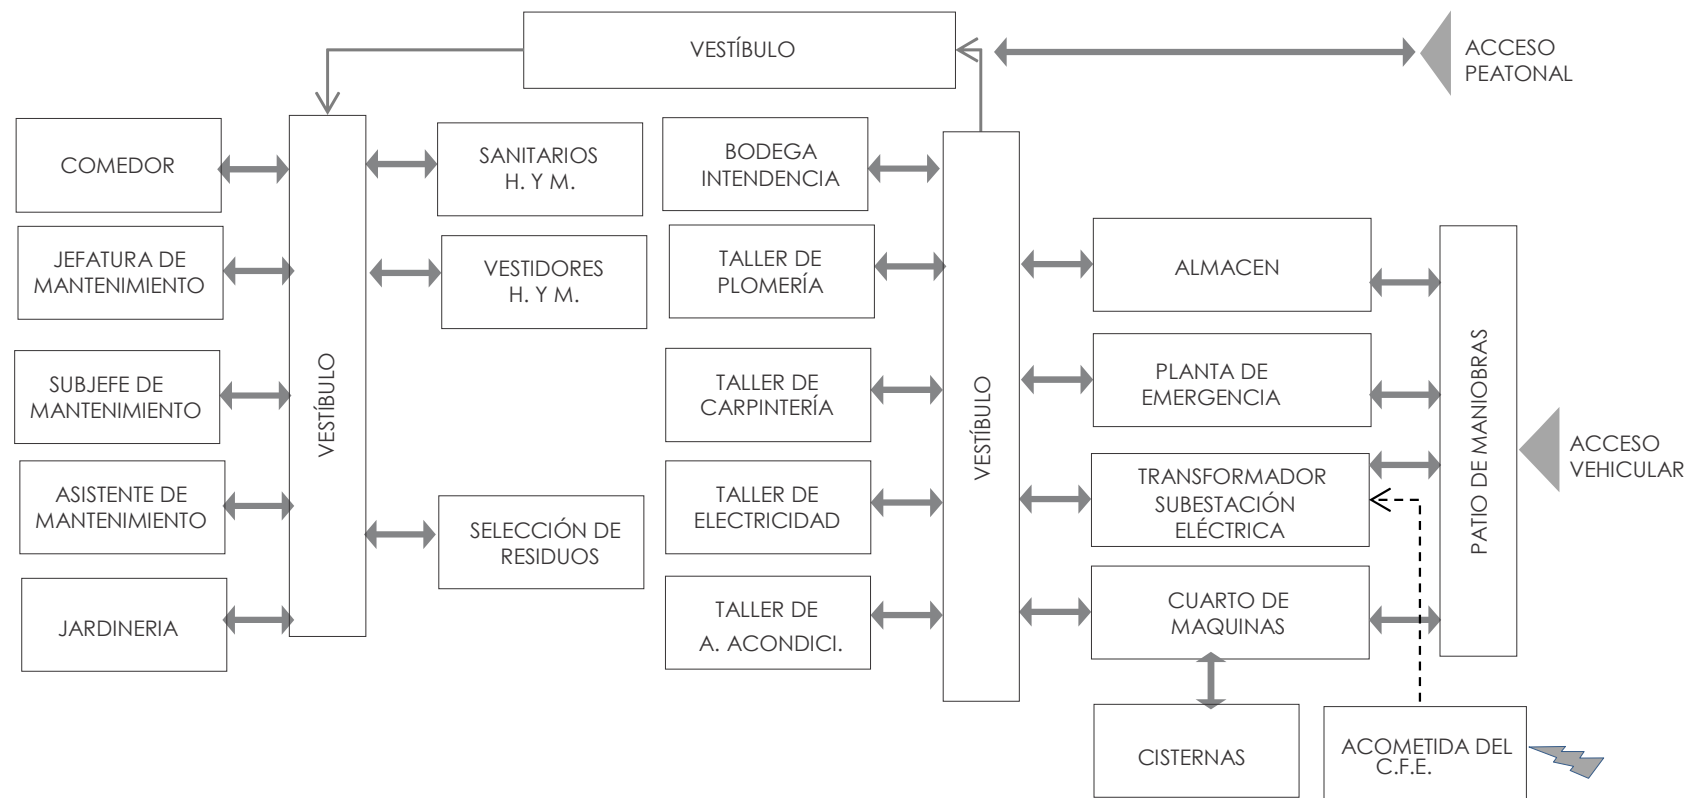 VESTÍBULO
ACCESO
PEATONAL
COMEDOR
JEFATURA DE
MANTENIMIENTO
SUBJEFE DE
MANTENIMIENTO
ASISTENTE DE
MANTENIMIENTO
JARDINERIA
VESTÍBULO
SANITARIOS
H. Y M.
VESTIDORES
H. Y M.
SELECCIÓN DE
RESIDUOS
BODEGA
INTENDENCIA
TALLER DE
PLOMERÍA
TALLER DE
CARPINTERÍA
TALLER DE
ELECTRICIDAD
TALLER DE
A. ACONDICI.
VESTÍBULO
ALMACEN
PLANTA DE
EMERGENCIA
TRANSFORMADOR
SUBESTACIÓN
ELÉCTRICA
CUARTO DE
MAQUINAS
CISTERNAS
PATIO DE MANIOBRAS
ACCESO
VEHICULAR
ACOMETIDA DEL
C.F.E.